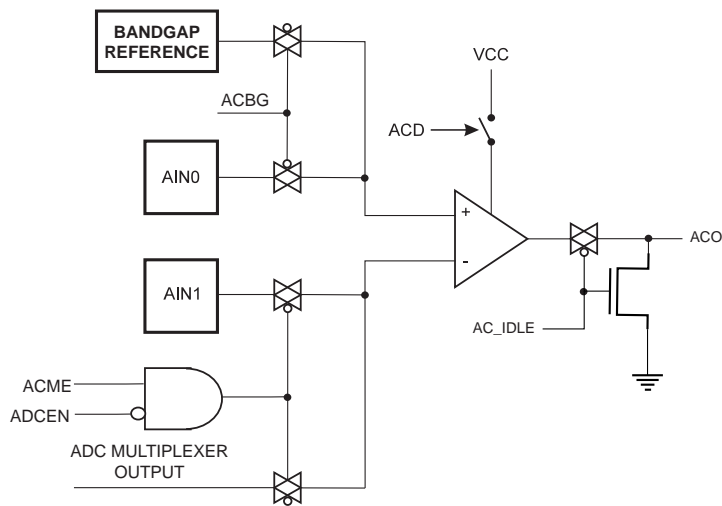 BANDGAP
REFERENCE
VCC
ACBG
ACD
AIN0
+
ACO
-
AIN1
AC_IDLE
ACME
ADCEN
ADC MULTIPLEXER
OUTPUT